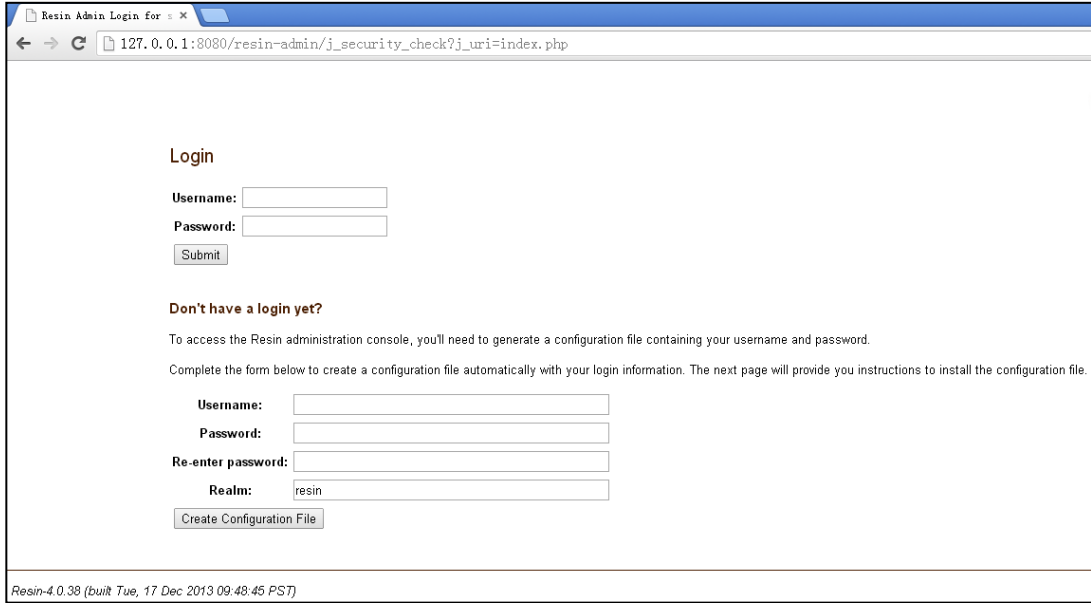 Resin Admin Login for s
127.0.0.1:8080/resin-admin/j_security_check?j_uri=index.php
Login
Username:
Password:
Submit
Don't have a login yet?
To access the Resin administration console, you'll need to generate a configuration file containing your username and password.
Complete the form below to create a configuration file automatically with your login information. The next page will provide you instructions to install the configuration file.
Username:
Password:
Re-enter password:
Realm: resin
Create Configuration File
Resin-4.0.38 (built Tue, 17 Dec 2013 09:48:45 PST)